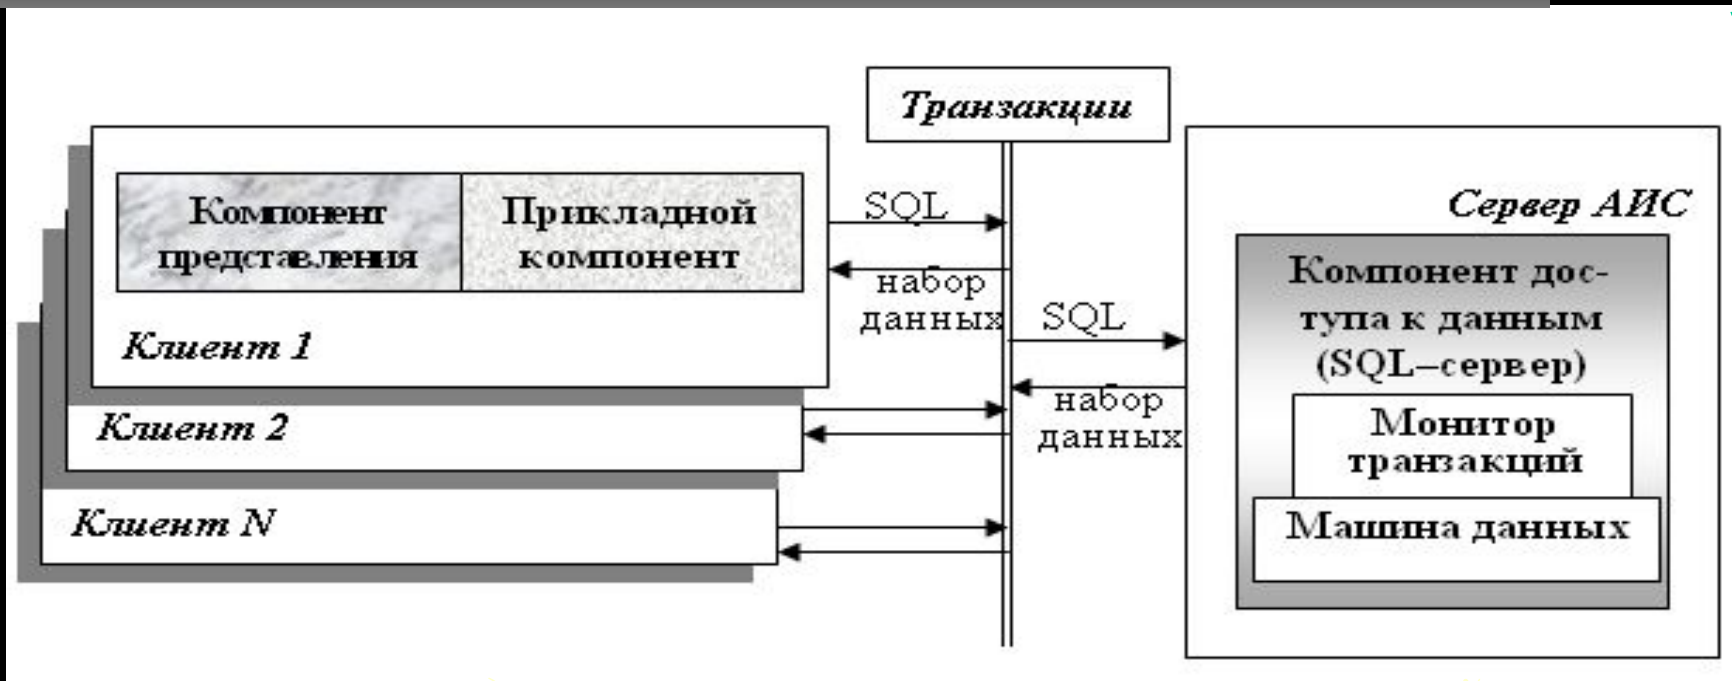 Транзакции
Компонент
представления
Прикладной
компонент
Клиент 1
SQL
набор
данных
Клиент 2
Клиент N
SQL
набор
данных
Сервер АИС
Компонент дос-
тупа к данным
(SQL–сервер)
Монитор
транзакций
Машина данных